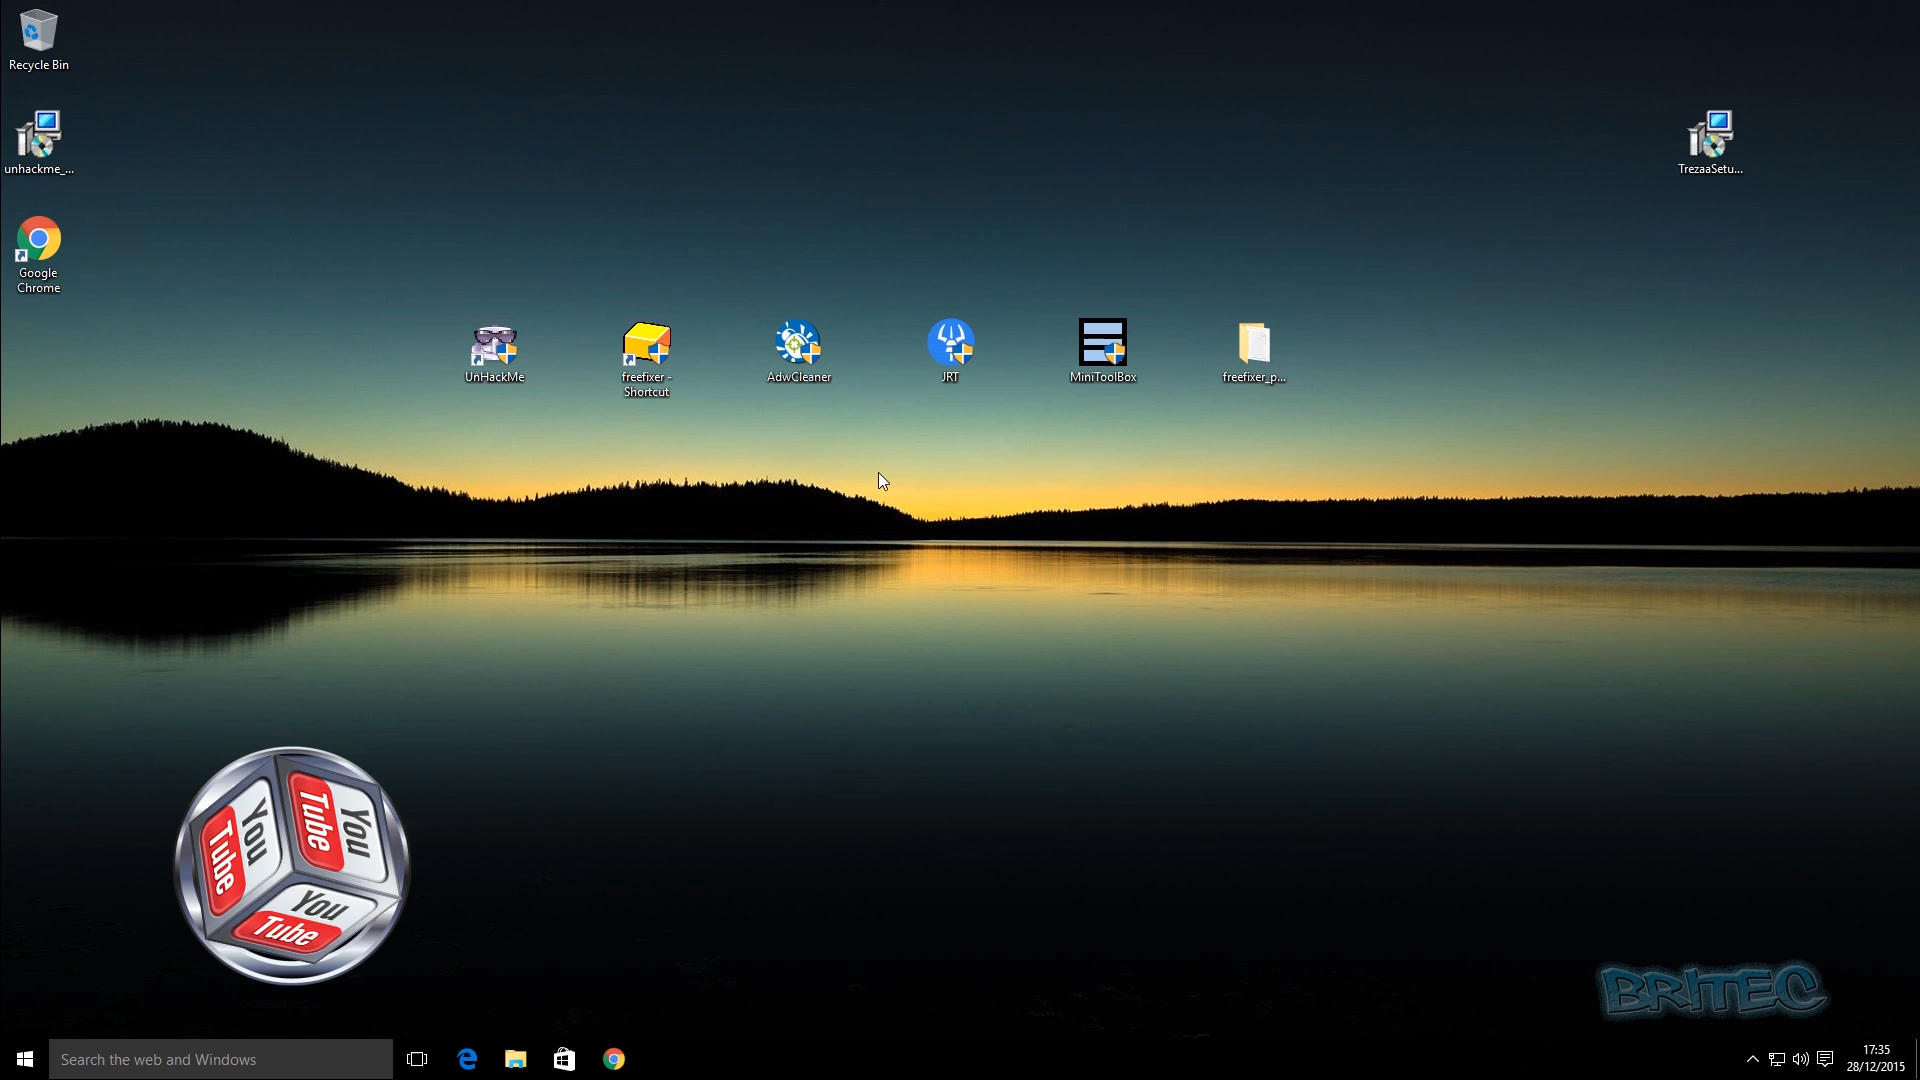 Recycle Bin
unhackme_...
TrezaaSetu...
Google
Chrome
UnHackMe
freefixer -
Shortcut
AdwCleaner
JRT
MiniToolBox
freefixer_p...
You
Tube
You
Tube
You
Tube
BRITEC
Search the web and Windows
17:35
28/12/2015